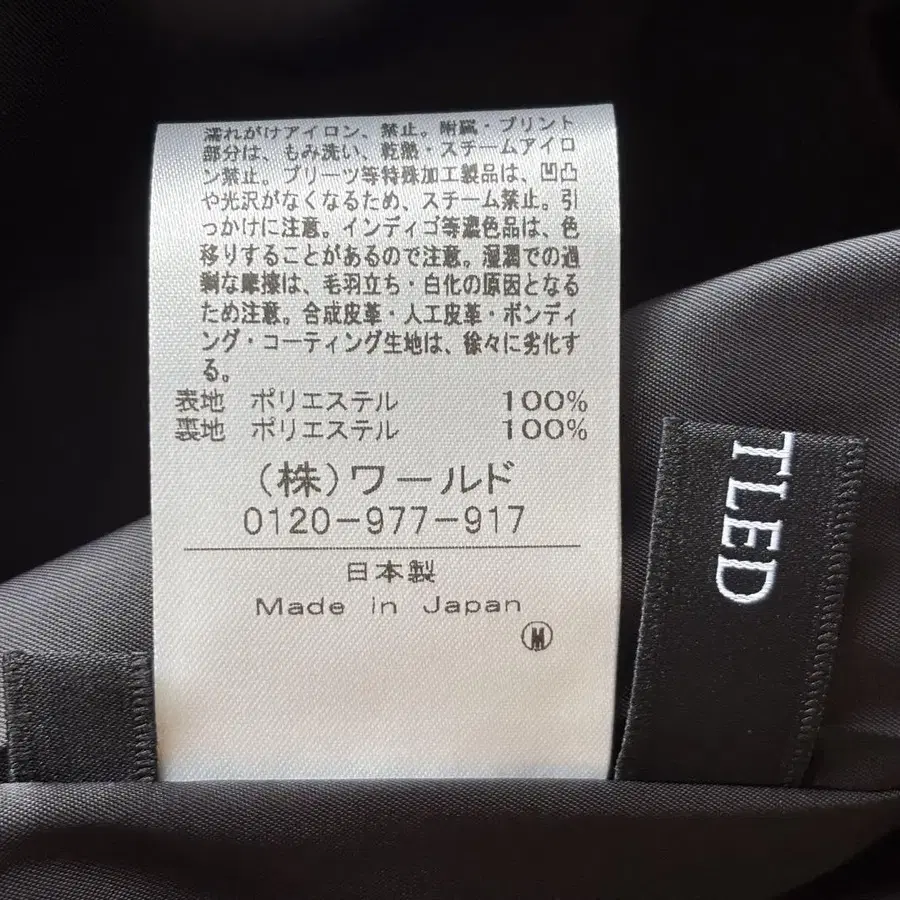 濡れがけアイロン、禁止。附属・プリント
部分は、もみ洗い、乾熱・スチームアイロ
ン禁止。プリーツ等特殊加工製品は、凹凸
や光沢がなくなるため、スチーム禁止。引
っかけに注意。インディゴ等濃色品は、色
移りすることがあるので注意。湿潤での過
剰な摩擦は、毛羽立ち・白化の原因となる
ため注意。合成皮革・人工皮革・ボンディ
ング・コーティング生地は、徐々に劣化す
る。
表地 ポリエステル 100%
裏地 ポリエステル 100%
(株)ワールド
0120-977-917
日本製
Made in Japan
M
TLED